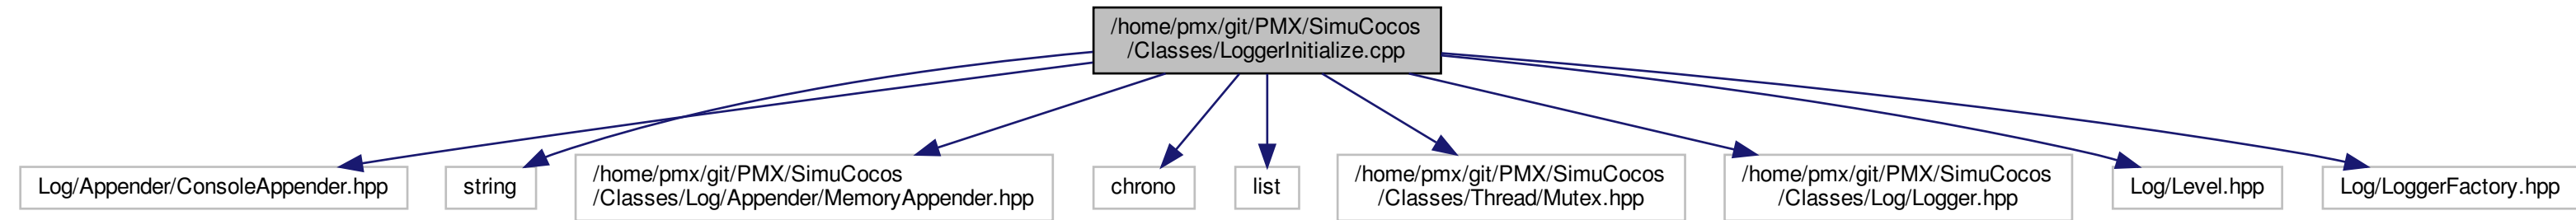 /home/pmx/git/PMX/SimuCocos
/Classes/LoggerInitialize.cpp
Log/Appender/ConsoleAppender.hpp
string
/home/pmx/git/PMX/SimuCocos
/Classes/Log/Appender/MemoryAppender.hpp
chrono
list
/home/pmx/git/PMX/SimuCocos
/Classes/Thread/Mutex.hpp
/home/pmx/git/PMX/SimuCocos
/Classes/Log/Logger.hpp
Log/Level.hpp
Log/LoggerFactory.hpp